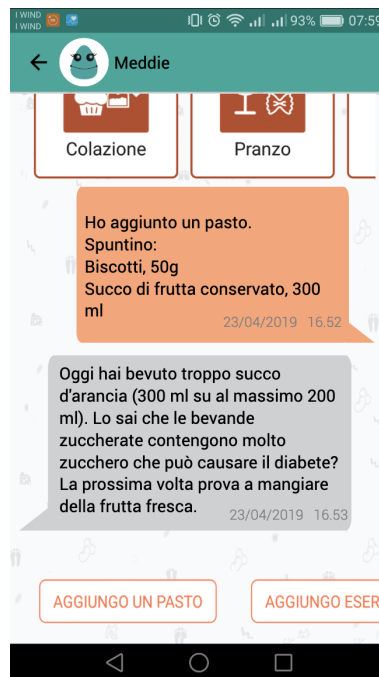 I WIND
I WIND
93%
07:59
Meddie
Colazione
Pranzo
Ho aggiunto un pasto.
Spuntino:
Biscotti, 50g
Succo di frutta conservato, 300
ml
23/04/2019 16.52
Oggi hai bevuto troppo succo
d'arancia (300 ml su al massimo 200
ml). Lo sai che le bevande
zuccherate contengono molto
zucchero che può causare il diabete?
La prossima volta prova a mangiare
della frutta fresca.
23/04/2019 16.53
AGGIUNGO UN PASTO
AGGIUNGO ESER